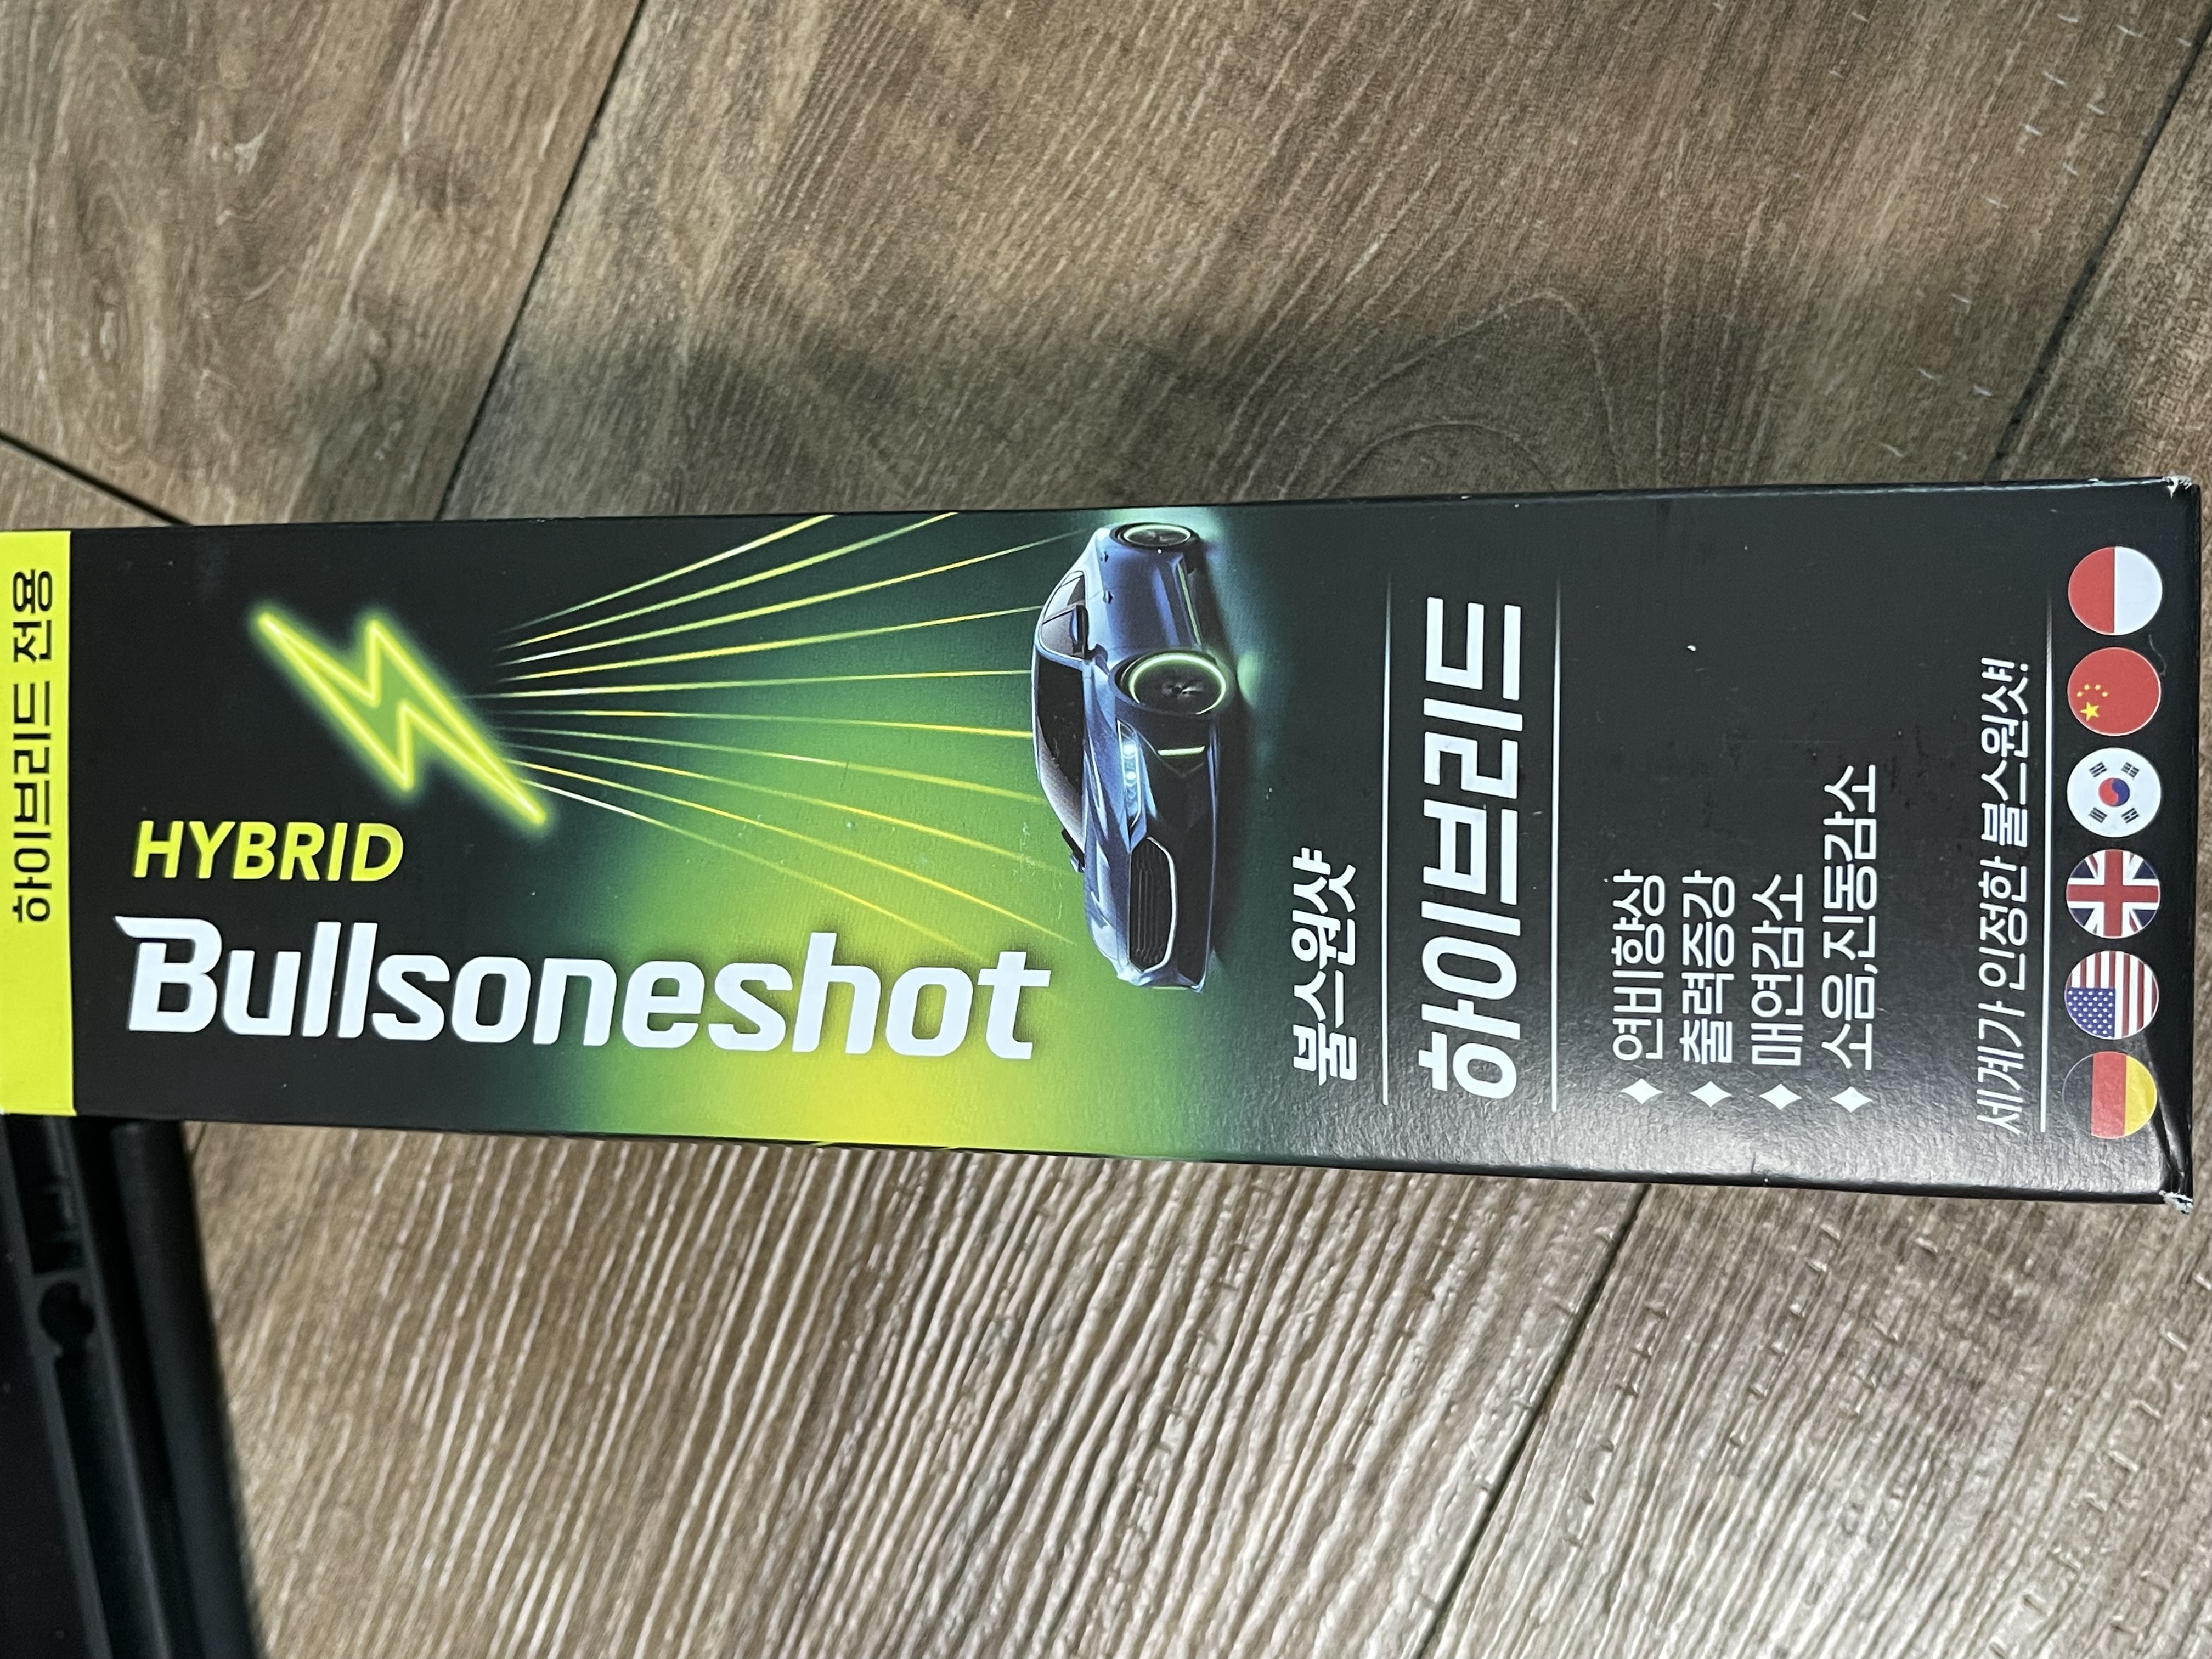 하이브리드 전용
HYBRID
Bullsoneshot
불스원샷
하이브리드
연비향상
출력증강
매연감소
소음,진동감소
세계가 인정한 불스원샷!